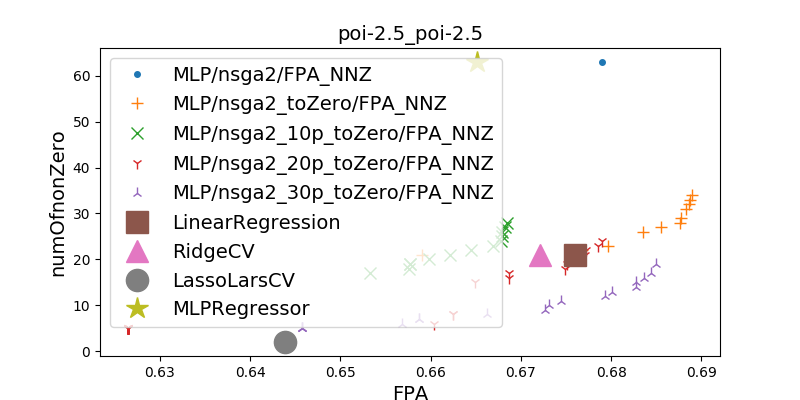 poi-2.5_poi-2.5
numOfnonZero
60
50
40
30
20
10
0
MLP/nsga2/FPA_NNZ
MLP/nsga2_toZero/FPA_NNZ
MLP/nsga2_10p_toZero/FPA_NNZ
MLP/nsga2_20p_toZero/FPA_NNZ
MLP/nsga2_30p_toZero/FPA_NNZ
LinearRegression
RidgeCV
LassoLarsCV
MLPRegressor
0.63 0.64 0.65 0.66 0.67 0.68 0.69
FPA